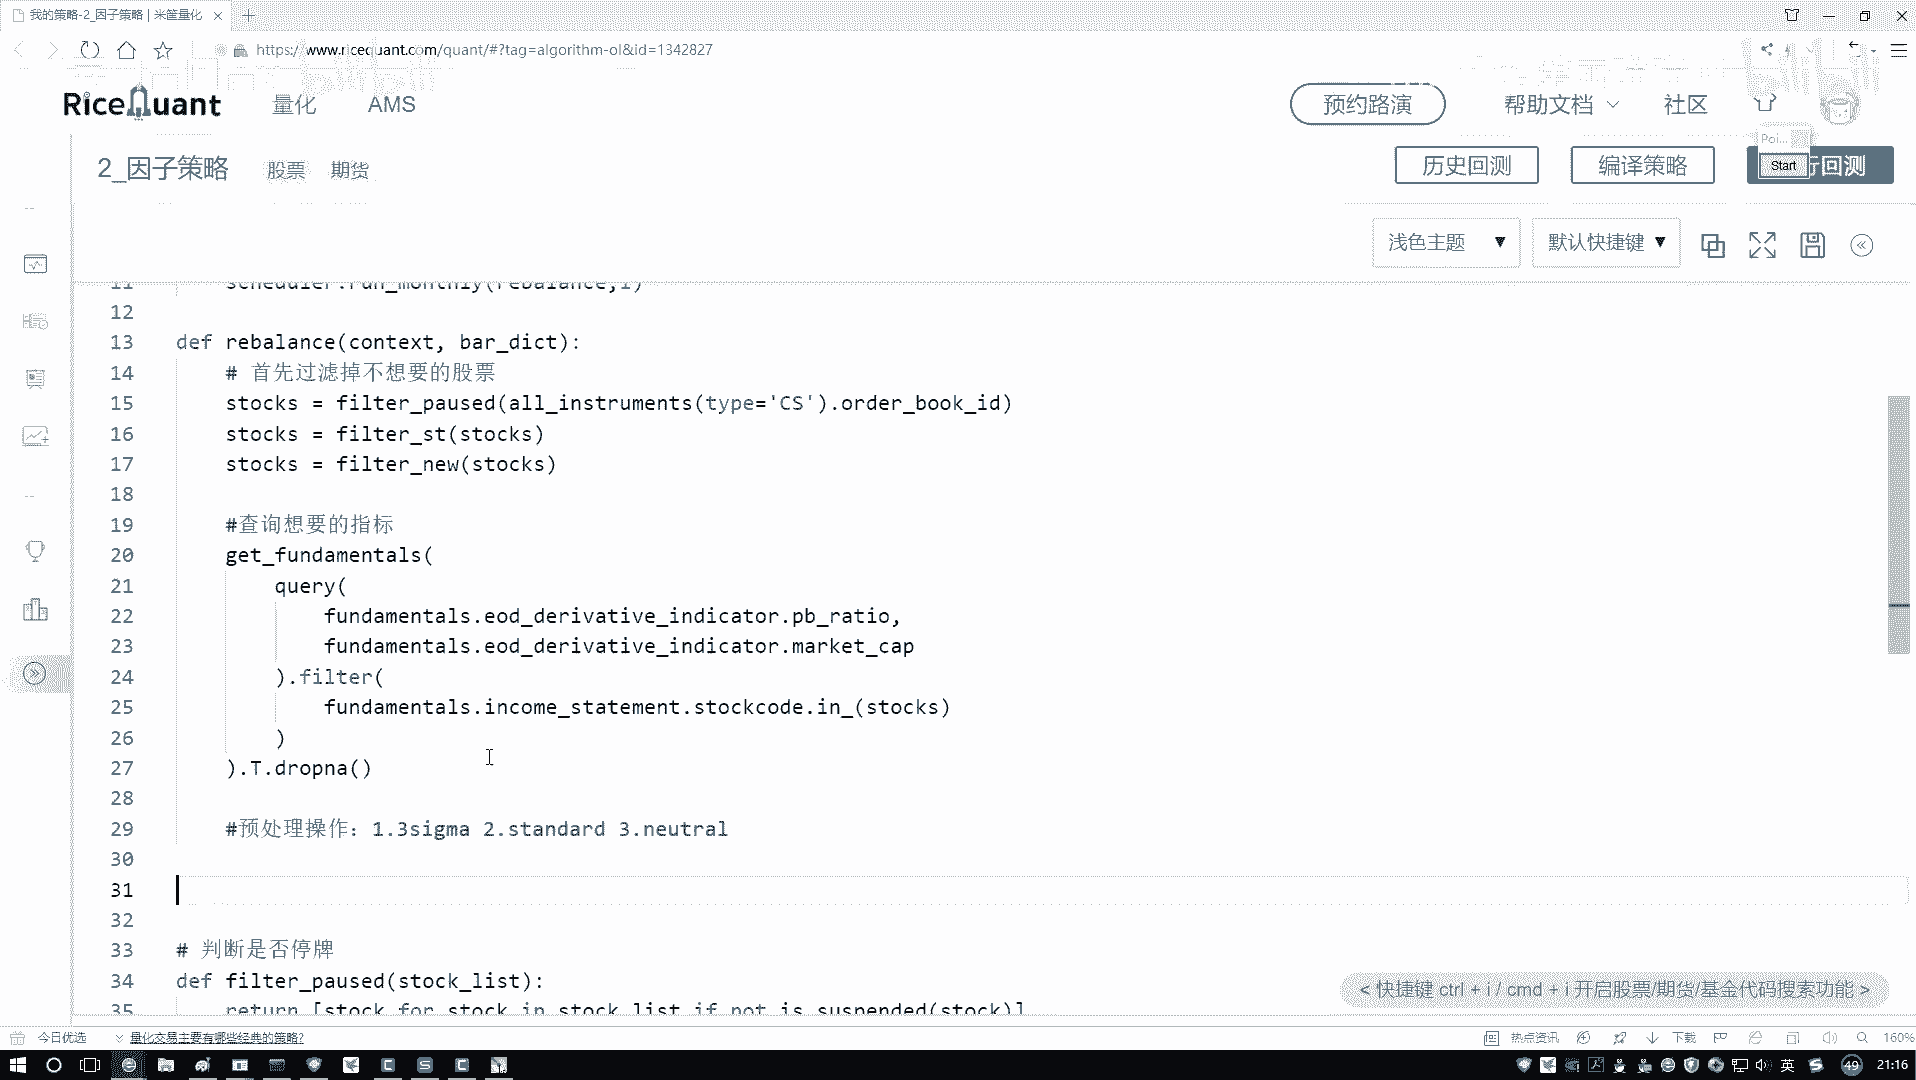 我的策略-2_因子策略 | 米筐量化
https://www.ricequant.com/quant/#?tag=algorithm-ol&id=1342827
RiceQuant 量化 AMS 预约路演 帮助文档 社区
Poi...
2_因子策略 股票 期货 历史回测 编译策略 Start 行回测
浅色主题 默认快捷键
11 scheduler.run_monthly(rebalance,1)
12
13 def rebalance(context, bar_dict):
14 # 首先过滤掉不想要的股票
15 stocks = filter_paused(all_instruments(type='CS').order_book_id)
16 stocks = filter_st(stocks)
17 stocks = filter_new(stocks)
18
19 #查询想要的指标
20 get_fundamentals(
21 query(
22 fundamentals.eod_derivative_indicator.pb_ratio,
23 fundamentals.eod_derivative_indicator.market_cap
24 ).filter(
25 fundamentals.income_statement.stockcode.in_(stocks)
26 )
27 ).T.dropna()
28
29 #预处理操作：1.3sigma 2.standard 3.neutral
30
31
32
33 # 判断是否停牌
34 def filter_paused(stock_list):
35 return [stock for stock in stock_list if not is_suspended(stock)]
< 快捷键 ctrl + i / cmd + i 开启股票/期货/基金代码搜索功能 >
今日优选 量化交易主要有哪些经典的策略? 热点资讯 下载 160%
英 49 21:16